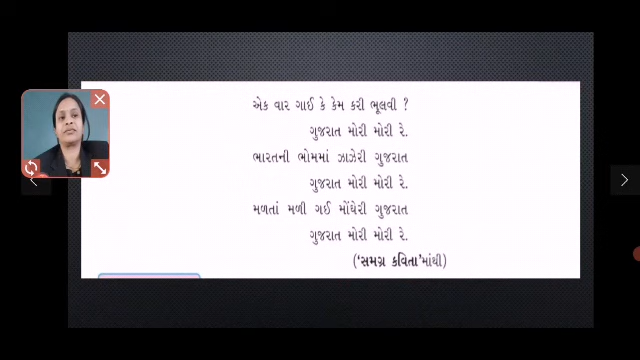 એક વાર ગાઈ કે કેમ કરી ભૂલવી ?
ગુજરાત મોરી મોરી રે.
ભારતની ભોમમાં ઝાઝેરી ગુજરાત
ગુજરાત મોરી મોરી રે.
મળતાં મળી ગઈ મોંઘેરી ગુજરાત
ગુજરાત મોરી મોરી રે.
(‘સમગ્ર કવિતા’માંથી)